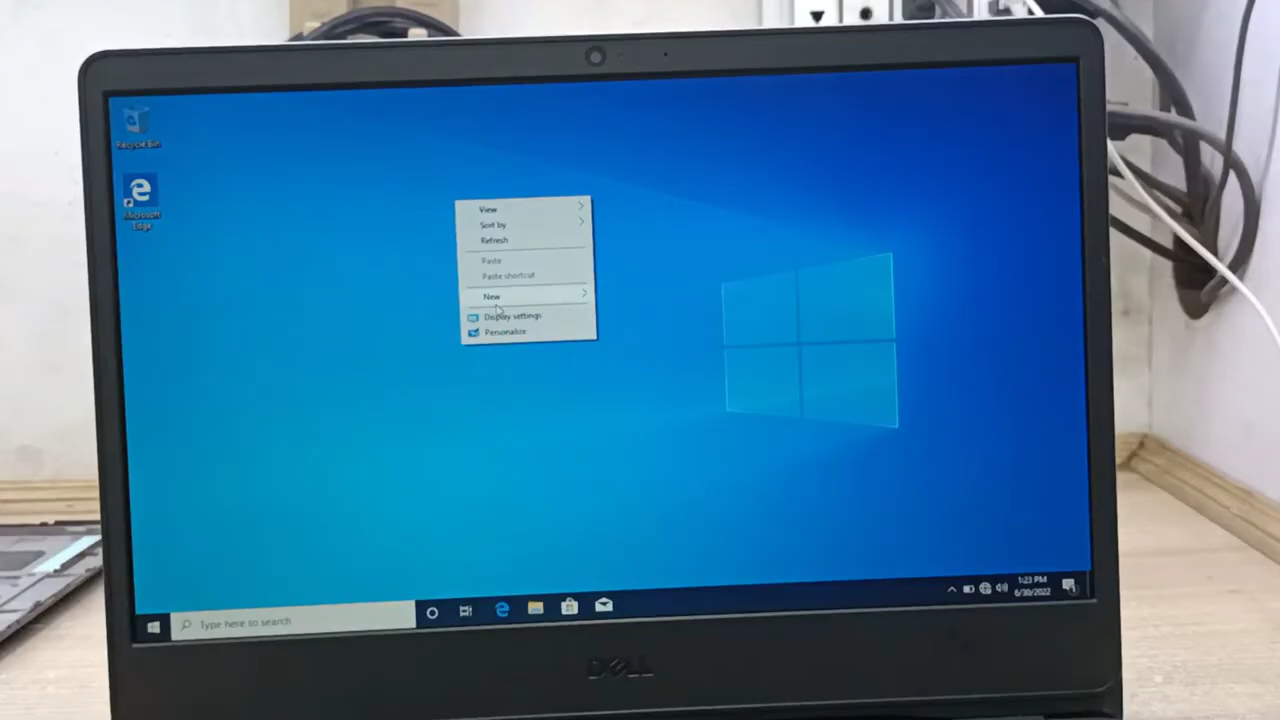 Recycle Bin
Microsoft
Edge
View
Sort by
Refresh
Paste
Paste shortcut
New
Display settings
Personalize
Type here to search
1:23 PM
6/30/2022
DELL